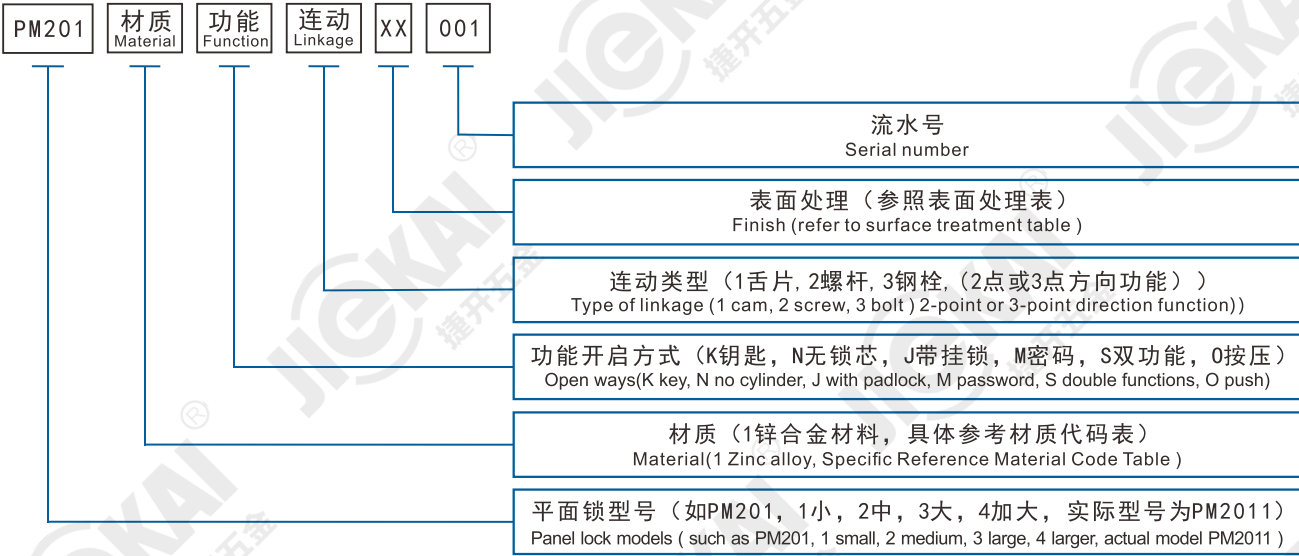 PM201 材质 功能 连动 XX 001
Material Function Linkage
流水号
Serial number
表面处理（参照表面处理表）
Finish (refer to surface treatment table )
连动类型（1舌片, 2螺杆, 3钢栓,（2点或3点方向功能））
Type of linkage (1 cam, 2 screw, 3 bolt ) 2-point or 3-point direction function))
功能开启方式（K钥匙，N无锁芯，J带挂锁，M密码，S双功能，O按压）
Open ways(K key, N no cylinder, J with padlock, M password, S double functions, O push)
材质（1锌合金材料，具体参考材质代码表）
Material(1 Zinc alloy, Specific Reference Material Code Table )
平面锁型号（如PM201，1小，2中，3大，4加大，实际型号为PM2011）
Panel lock models ( such as PM201, 1 small, 2 medium, 3 large, 4 larger, actual model PM2011 )
JIEKAI®
捷开五金